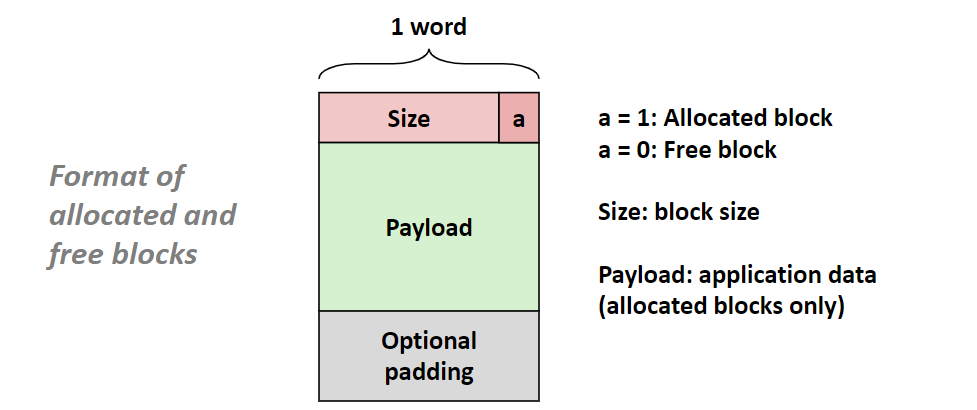 1 word
Size
a
a = 1: Allocated block
a = 0: Free block
Format of
allocated and
free blocks
Size: block size
Payload
Payload: application data
(allocated blocks only)
Optional
padding